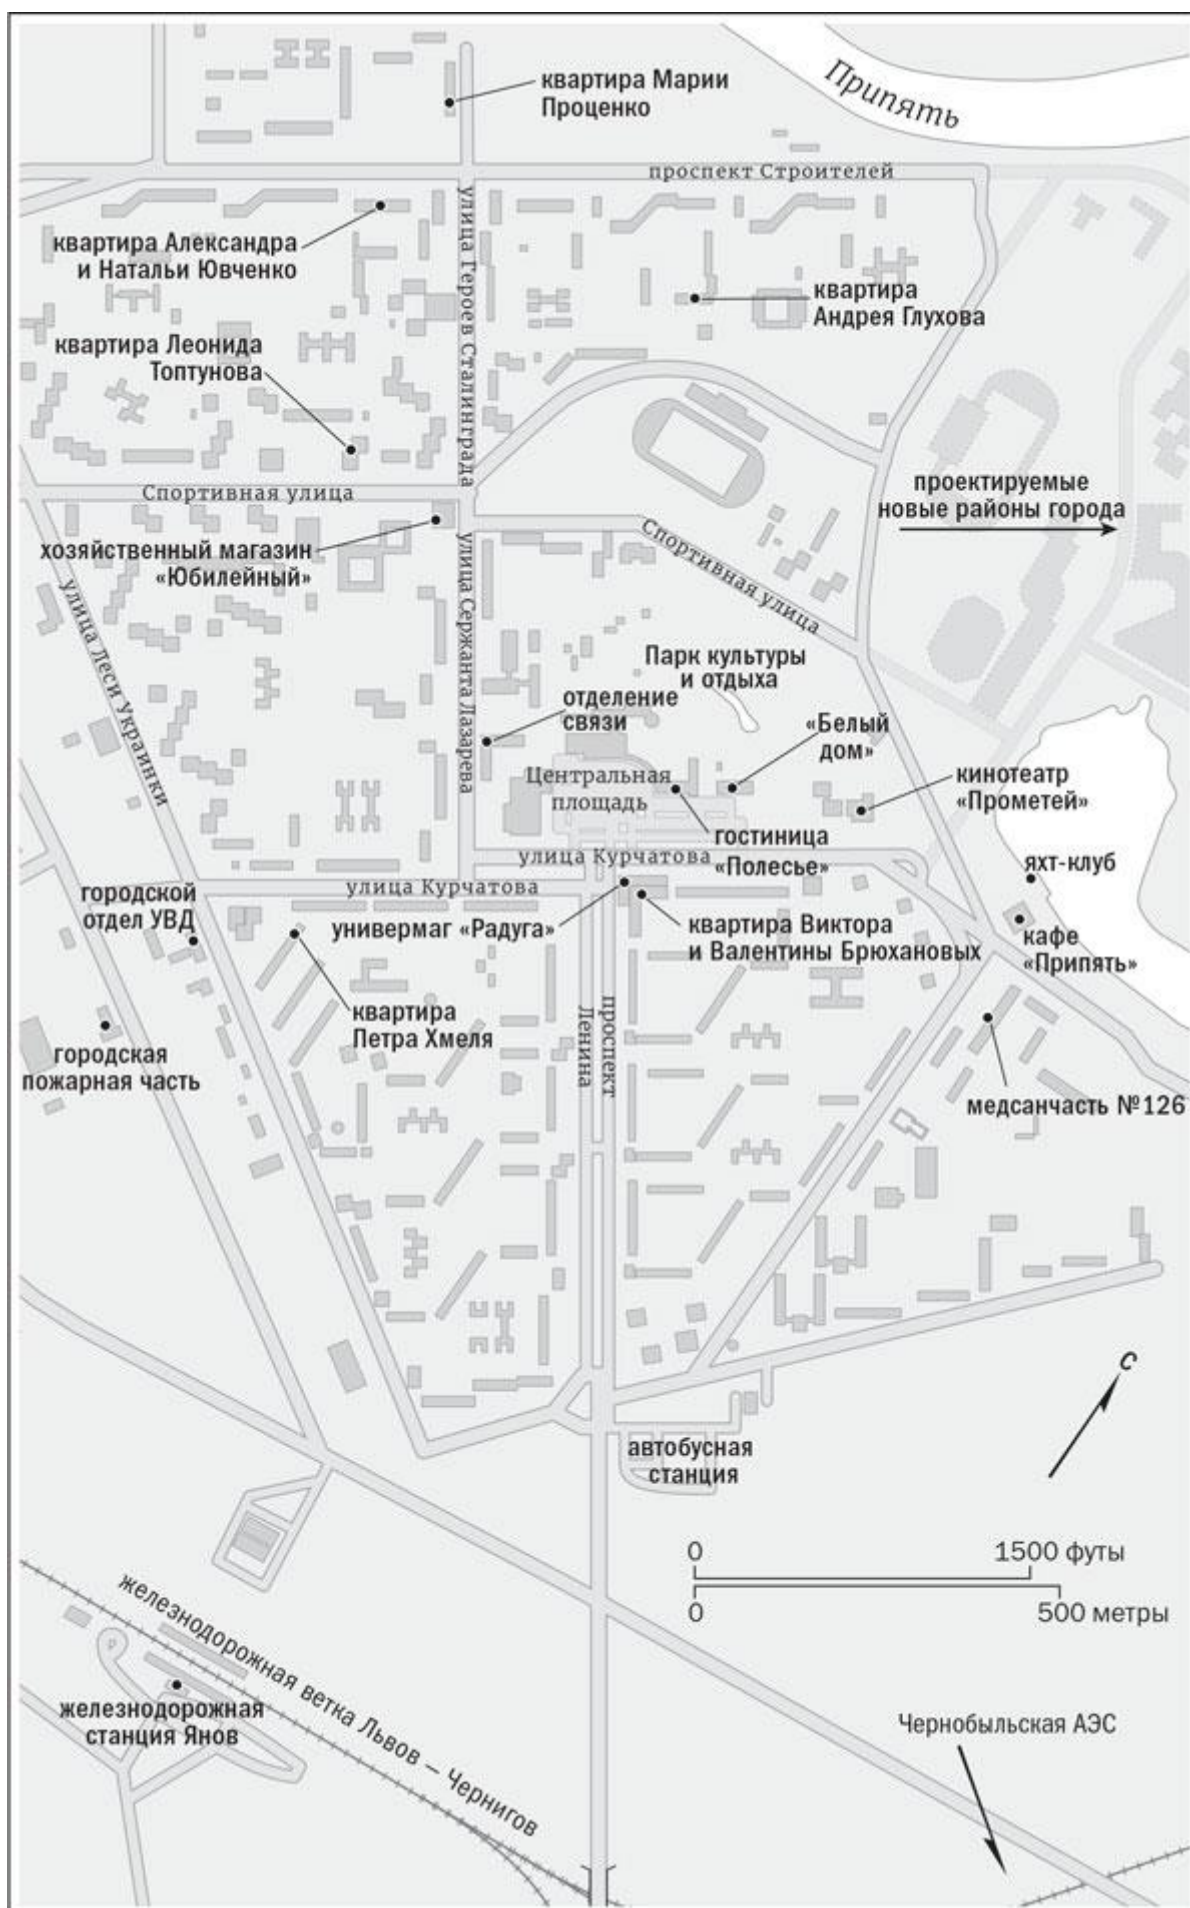 квартира Марии
Проценко
Припять
проспект Строителей
улица Героев Сталинграда
квартира Александра
и Натальи Ювченко
квартира
Андрея Глухова
квартира Леонида
Топтунова
Спортивная улица
проектируемые
новые районы города
хозяйственный магазин
«Юбилейный»
Спортивная улица
улица Леси Украинки
улица Сержанта Лазарева
Парк культуры
и отдыха
отделение
связи
«Белый
дом»
Центральная
площадь
кинотеатр
«Прометей»
гостиница
«Полесье»
улица Курчатова
улица Курчатова
яхт-клуб
городской
отдел УВД
универмаг «Радуга»
квартира Виктора
и Валентины Брюхановых
кафе
«Припять»
квартира
Петра Хмеля
проспект
Ленина
городская
пожарная часть
медсанчасть №126
С
автобусная
станция
0
1500 футы
0
500 метры
железнодорожная ветка Львов – Чернигов
железнодорожная
станция Янов
Чернобыльская АЭС